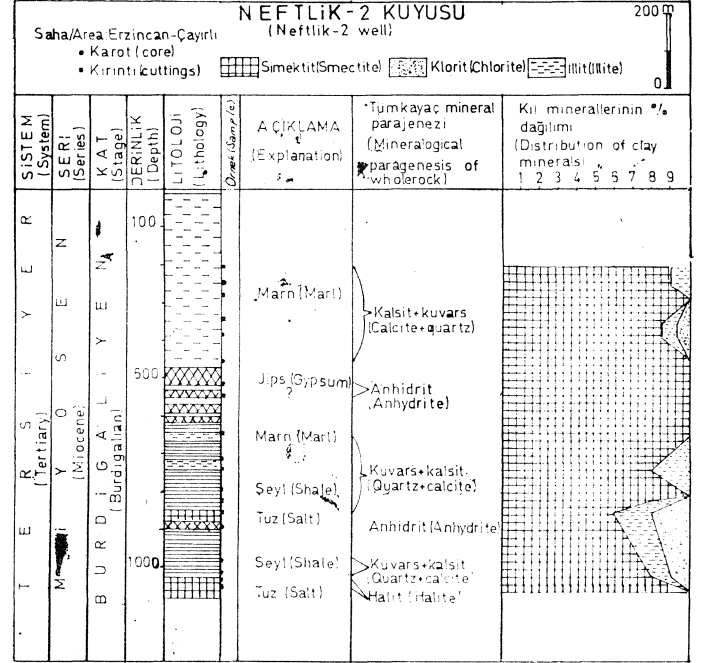 NEFTLİK-2 KUYUSU
(Neftlik-2 well)
200 m
0
Saha/Area: Erzincan-Çayırlı
• Karot (core)
▪ Kırıntı (cuttings)
Simektit (Smectite)
Klorit (Chlorite)
İllit (Illite)
SİSTEM
(System)
SERİ
(Series)
KAT
(Stage)
DERİNLİK
(Depth)
LİTOLOJİ
(Lithology)
Örnek (Sample)
AÇİKLAMA
(Explanation)
Tümkayaç mineral
parajenezi
(Mineralogical
paragenesis of
wholerock)
Kil minerallerinin %
dağılımı
(Distribution of clay
minerals)
1 2 3 4 5 6 7 8 9
TERSİYER
(Tertiary)
MİYOSEN
(Miocene)
BURDİGALİYEN
(Burdigalian)
100
500
1000
Marn (Marl)
Jips (Gypsum)
?
Marn (Marl)
Şeyl (Shale)
Tuz (Salt)
Şeyl (Shale)
Tuz (Salt)
Kalsit+kuvars
(Calcite+quartz)
Anhidrit
(Anhydrite)
Kuvars+kalsit
(Quartz+calcite)
Anhidrit (Anhydrite)
Kuvars+kalsit
(Quartz+calcite)
Halit (Halite)